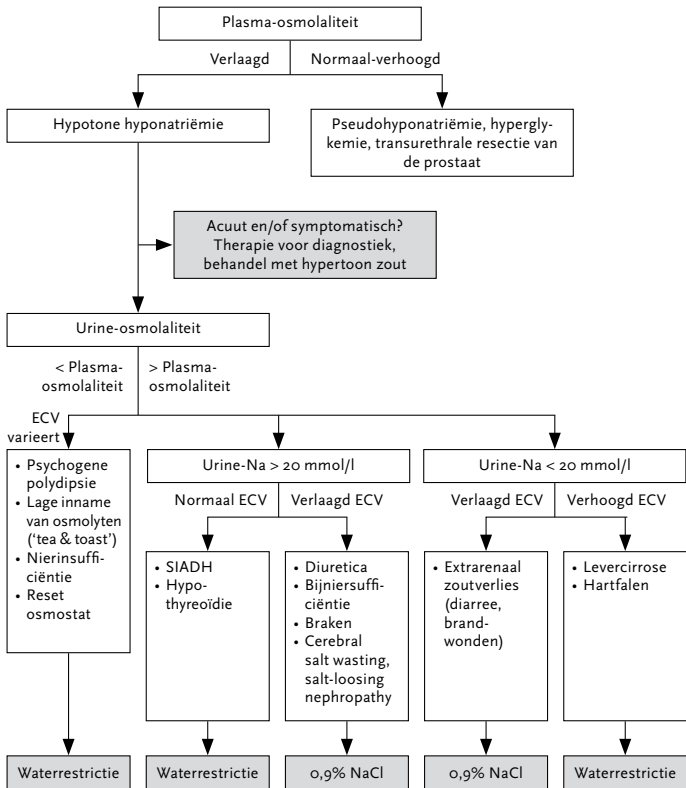 Plasma-osmolaliteit
Verlaagd
Normaal-verhoogd
Hypotone hyponatriëmie
Pseudohyponatriëmie, hypergly-
kemie, transurethrale resectie van
de prostaat
Acuut en/of symptomatisch?
Therapie voor diagnostiek,
behandel met hypertoon zout
Urine-osmolaliteit
< Plasma-
osmolaliteit
> Plasma-
osmolaliteit
ECV
varieert
• Psychogene
polydipsie
• Lage inname
van osmolyten
(‘tea & toast’)
• Nierinsuffi-
ciëntie
• Reset
osmostat
Urine-Na > 20 mmol/l
Normaal ECV
Verlaagd ECV
• SIADH
• Hypo-
thyreoïdie
• Diuretica
• Bijniersuffi-
ciëntie
• Braken
• Cerebral
salt wasting,
salt-loosing
nephropathy
Urine-Na < 20 mmol/l
Verlaagd ECV
Verhoogd ECV
• Extrarenaal
zoutverlies
(diarree,
brand-
wonden)
• Levercirrose
• Hartfalen
Waterrestrictie
Waterrestrictie
0,9% NaCl
0,9% NaCl
Waterrestrictie